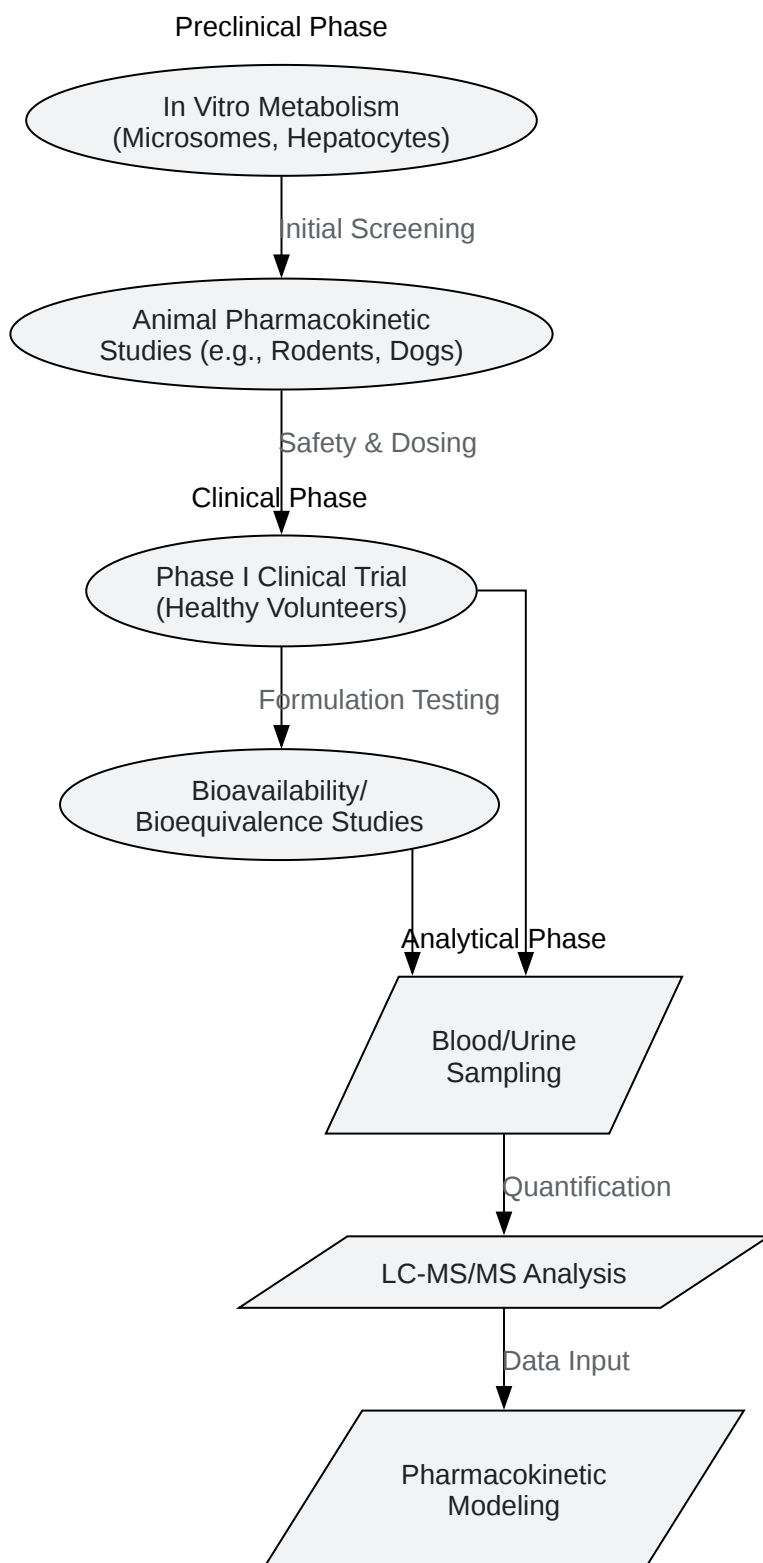 Preclinical Phase
In Vitro Metabolism
(Microsomes, Hepatocytes)
Initial Screening
Animal Pharmacokinetic
Studies (e.g., Rodents, Dogs)
Safety & Dosing
Clinical Phase
Phase I Clinical Trial
(Healthy Volunteers)
Formulation Testing
Bioavailability/
Bioequivalence Studies
Analytical Phase
Blood/Urine
Sampling
Quantification
LC-MS/MS Analysis
Data Input
Pharmacokinetic
Modeling